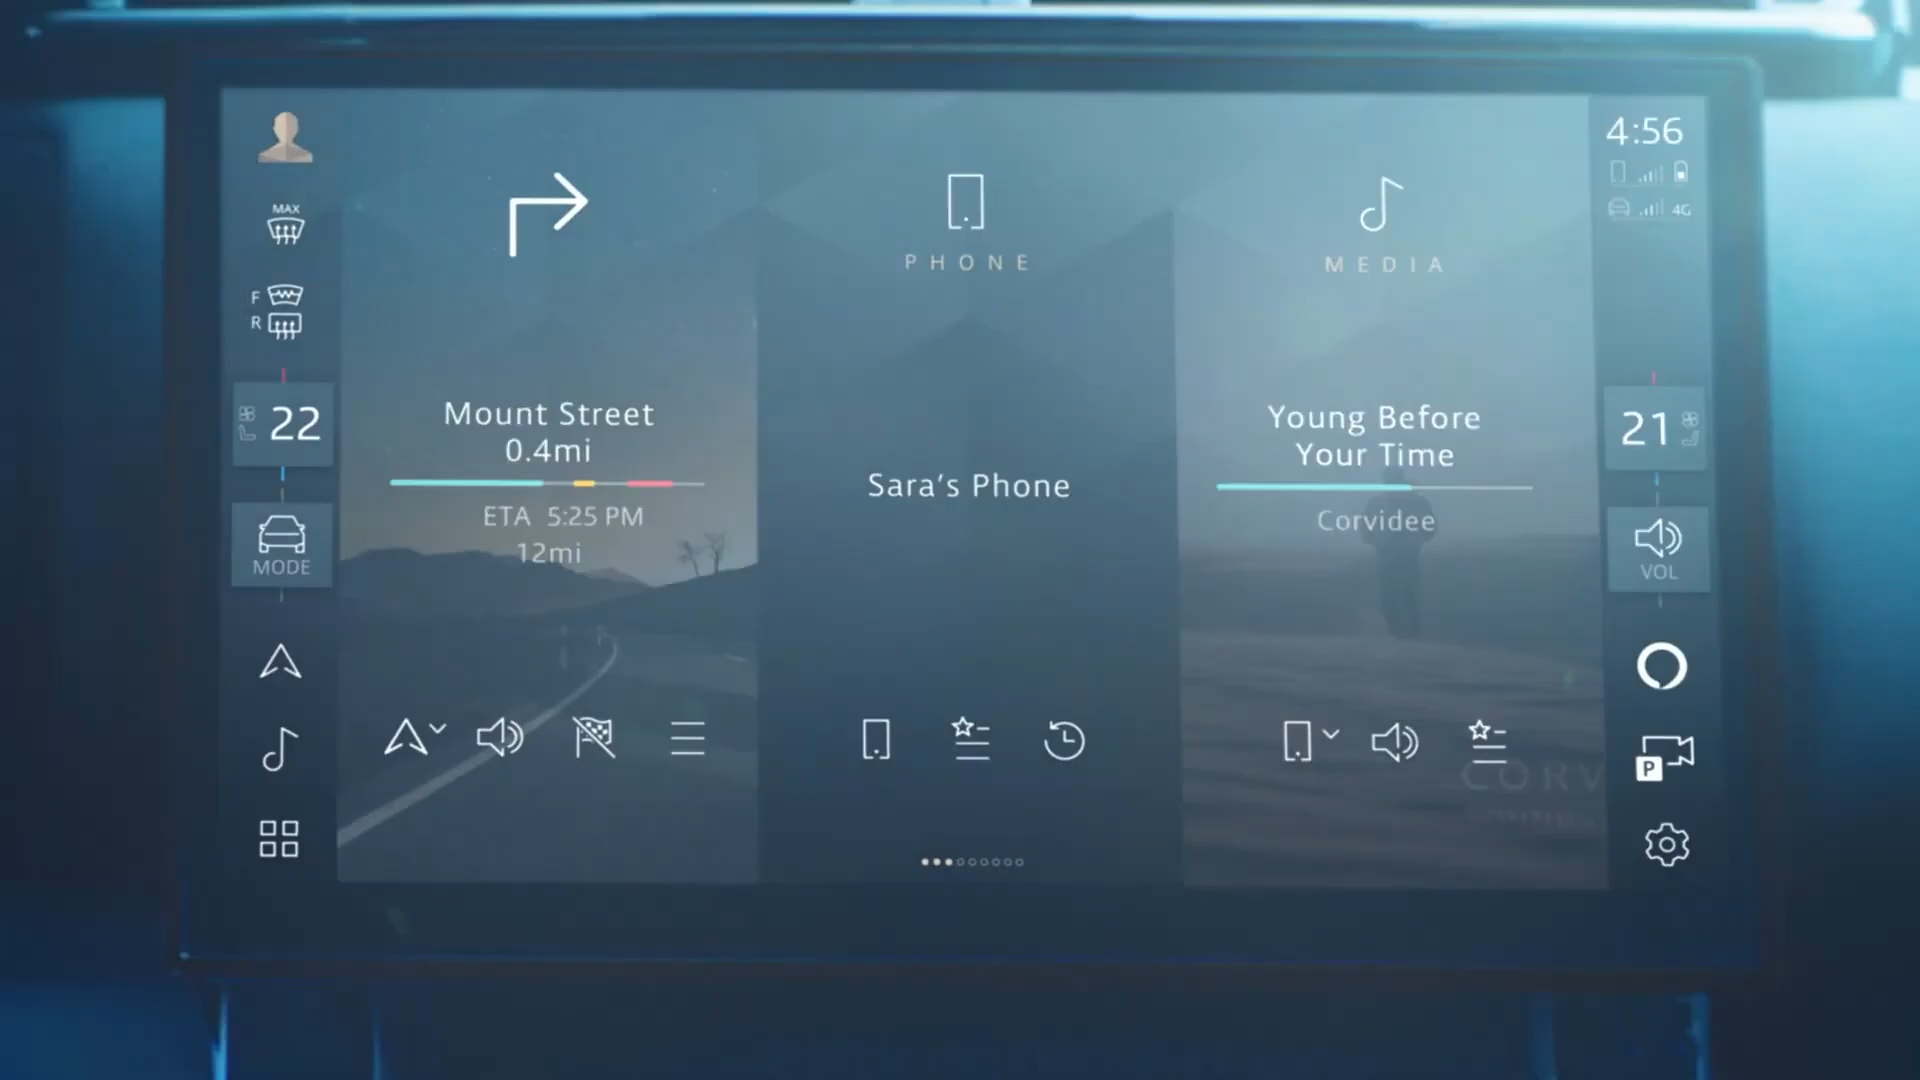 MAX
F
R
22
MODE
Mount Street
0.4mi
ETA 5:25 PM
12mi
PHONE
Sara's Phone
MEDIA
Young Before
Your Time
Corvidee
CORV
4:56
4G
21
VOL
P